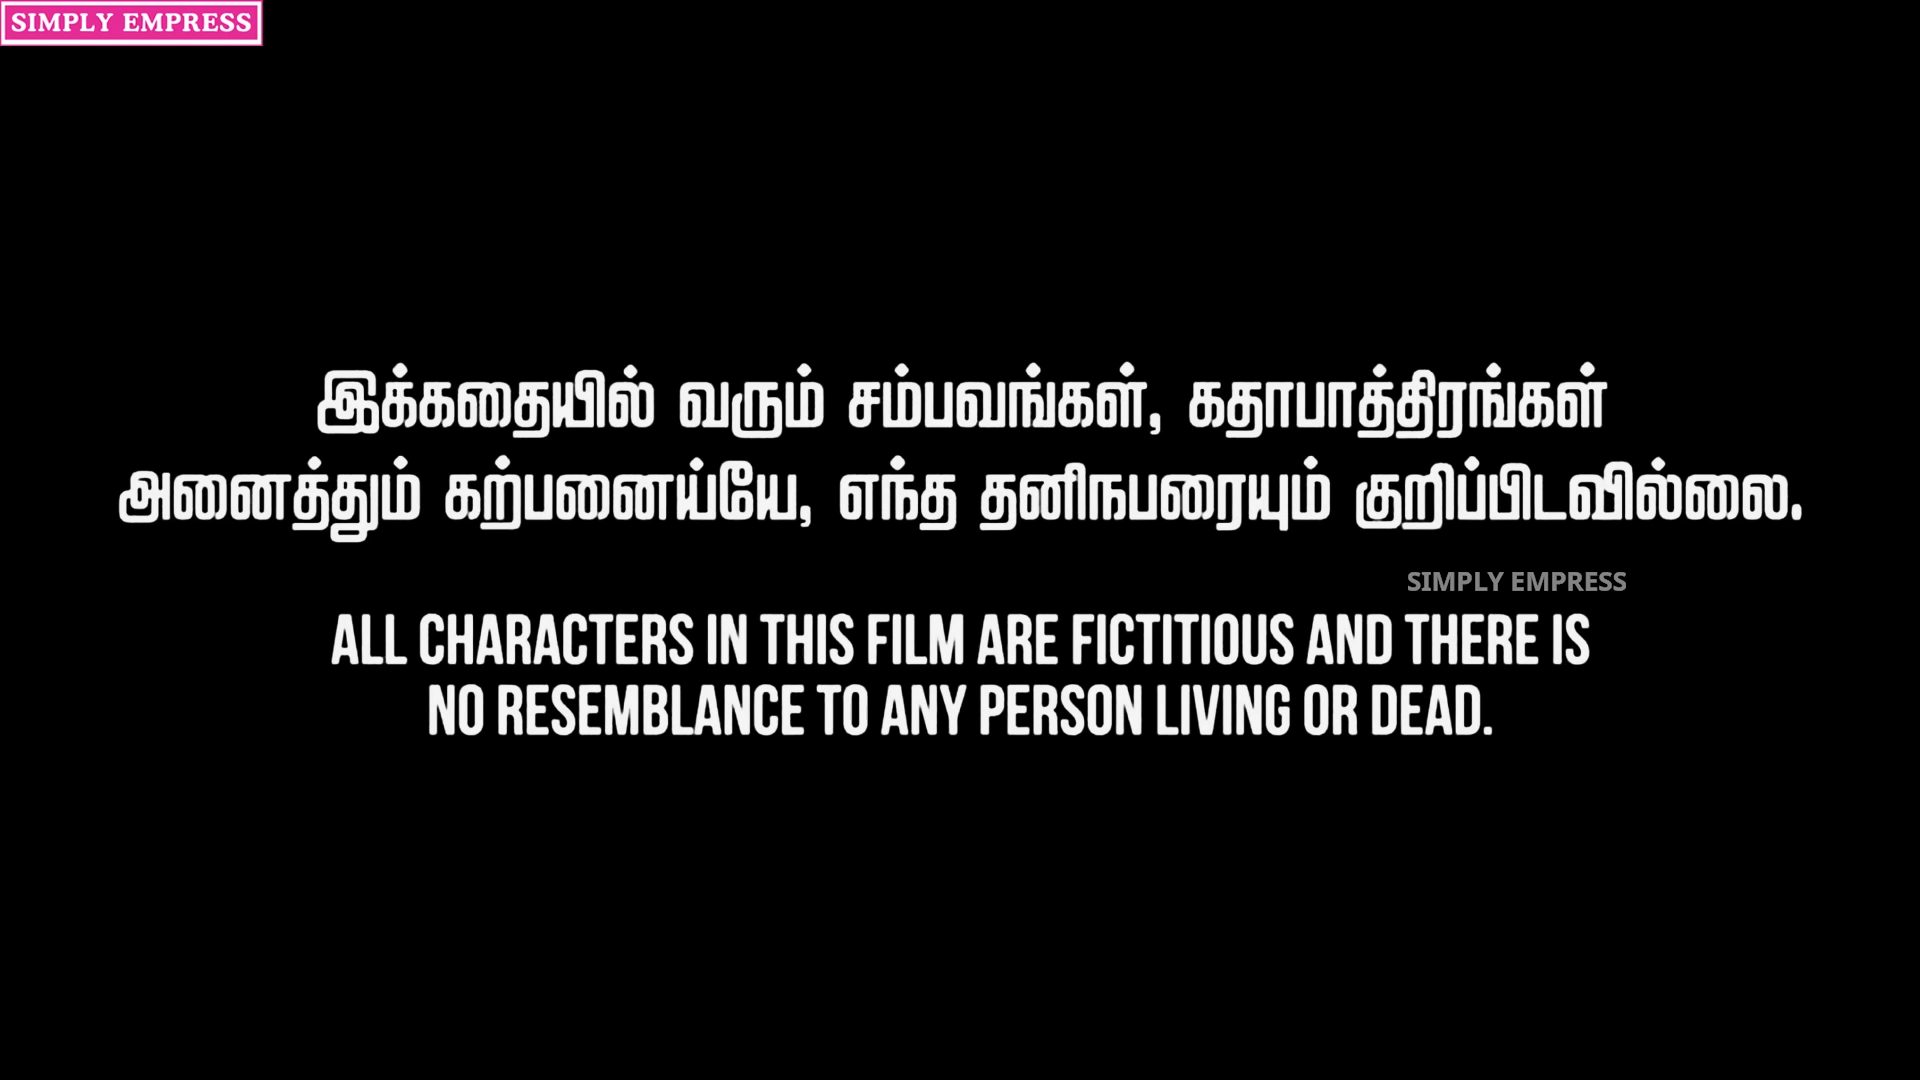 SIMPLY EMPRESS
இக்கதையில் வரும் சம்பவங்கள், கதாபாத்திரங்கள்
அனைத்தும் கற்பனைய்யே, எந்த தனிநபரையும் குறிப்பிடவில்லை.
SIMPLY EMPRESS
ALL CHARACTERS IN THIS FILM ARE FICTITIOUS AND THERE IS
NO RESEMBLANCE TO ANY PERSON LIVING OR DEAD.